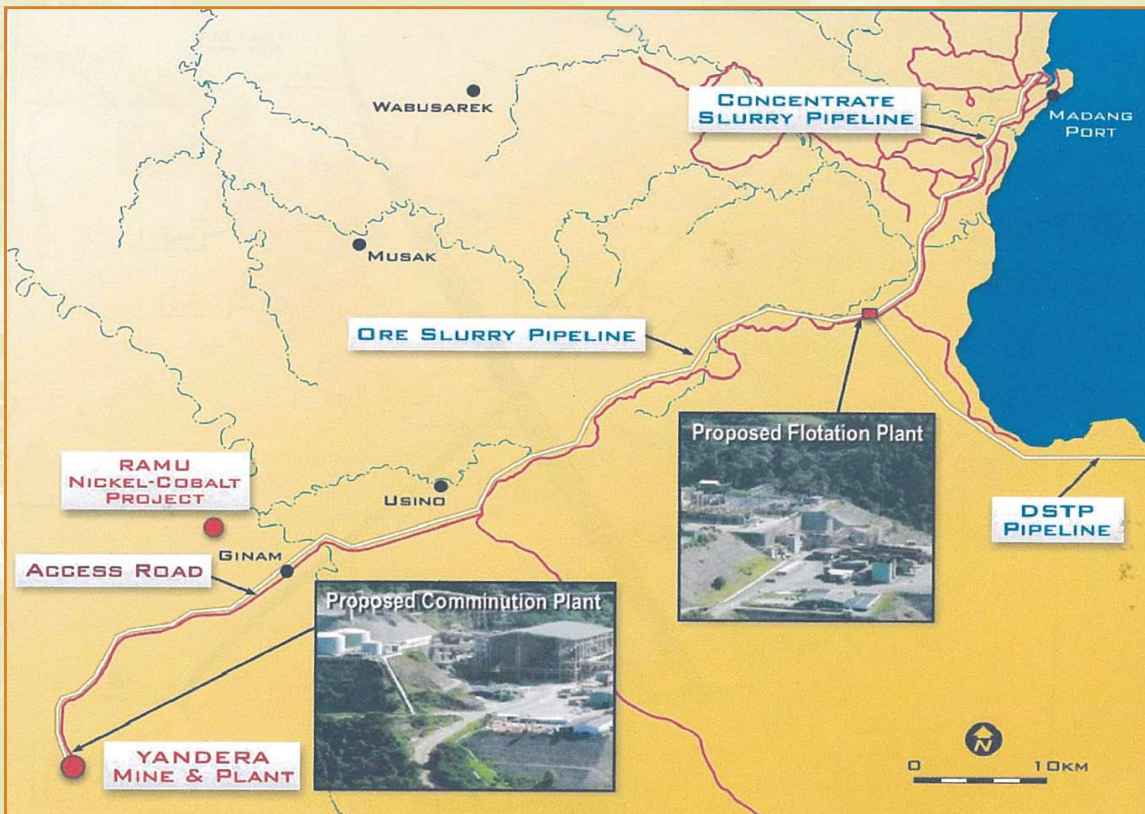 WABUSAREK
CONCENTRATE
SLURRY PIPELINE
MADANG
PORT
MUSAK
ORE SLURRY PIPELINE
Proposed Flotation Plant
RAMU
NICKEL-COBALT
PROJECT
USINO
DSTP
PIPELINE
GINAM
ACCESS ROAD
Proposed Comminution Plant
YANDERA
MINE & PLANT
N
0 10KM